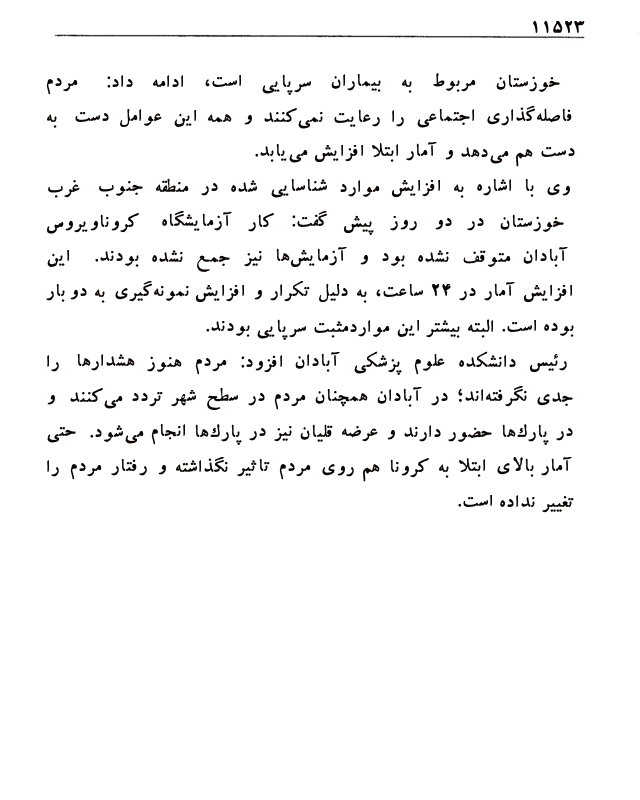 ۱۱۵۲۳
خوزستان مربوط به بیماران سرپایی است، ادامه داد: مردم
فاصله‌گذاری اجتماعی را رعایت نمی‌کنند و همه این عوامل دست به
دست هم می‌دهد و آمار ابتلا افزایش می‌یابد.
وی با اشاره به افزایش موارد شناسایی شده در منطقه جنوب غرب
خوزستان در دو روز پیش گفت: کار آزمایشگاه کروناویروس
آبادان متوقف نشده بود و آزمایش‌ها نیز جمع نشده بودند. این
افزایش آمار در ۲۴ ساعت، به دلیل تکرار و افزایش نمونه‌گیری به دو بار
بوده است. البته بیشتر این مواردمثبت سرپایی بودند.
رئیس دانشکده علوم پزشکی آبادان افزود: مردم هنوز هشدارها را
جدی نگرفته‌اند؛ در آبادان همچنان مردم در سطح شهر تردد می‌کنند و
در پارك‌ها حضور دارند و عرضه قلیان نیز در پارك‌ها انجام می‌شود. حتی
آمار بالای ابتلا به کرونا هم روی مردم تاثیر نگذاشته و رفتار مردم را
تغییر نداده است.